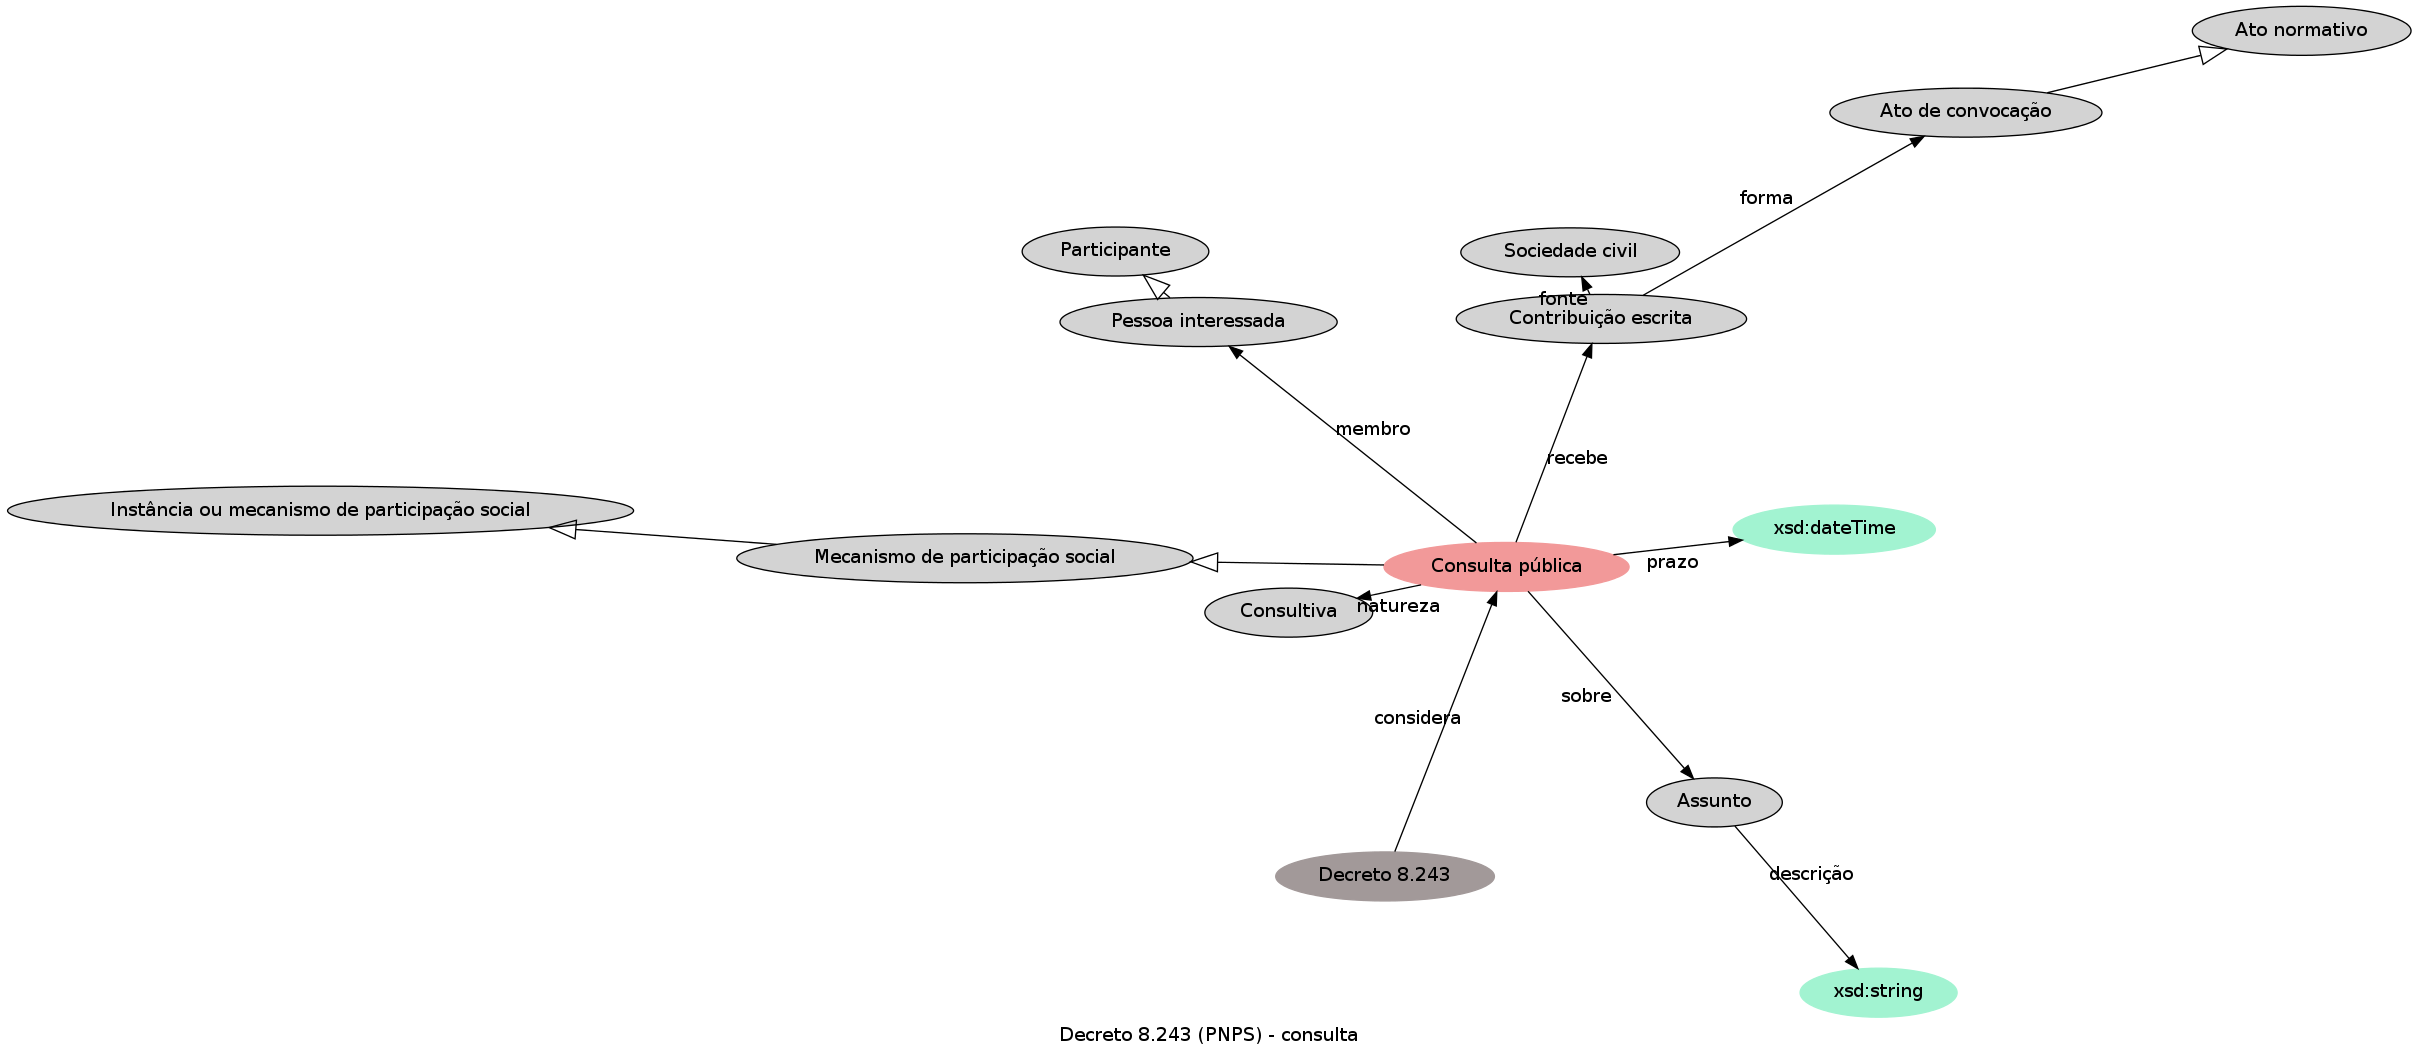 Ato normativo
Ato de convocação
forma
Participante
Sociedade civil
fonte
Contribuição escrita
Pessoa interessada
membro
recebe
Instância ou mecanismo de participação social
xsd:dateTime
Mecanismo de participação social
Consulta pública
prazo
Consultiva
natureza
sobre
considera
Assunto
Decreto 8.243
descrição
xsd:string
Decreto 8.243 (PNPS) - consulta